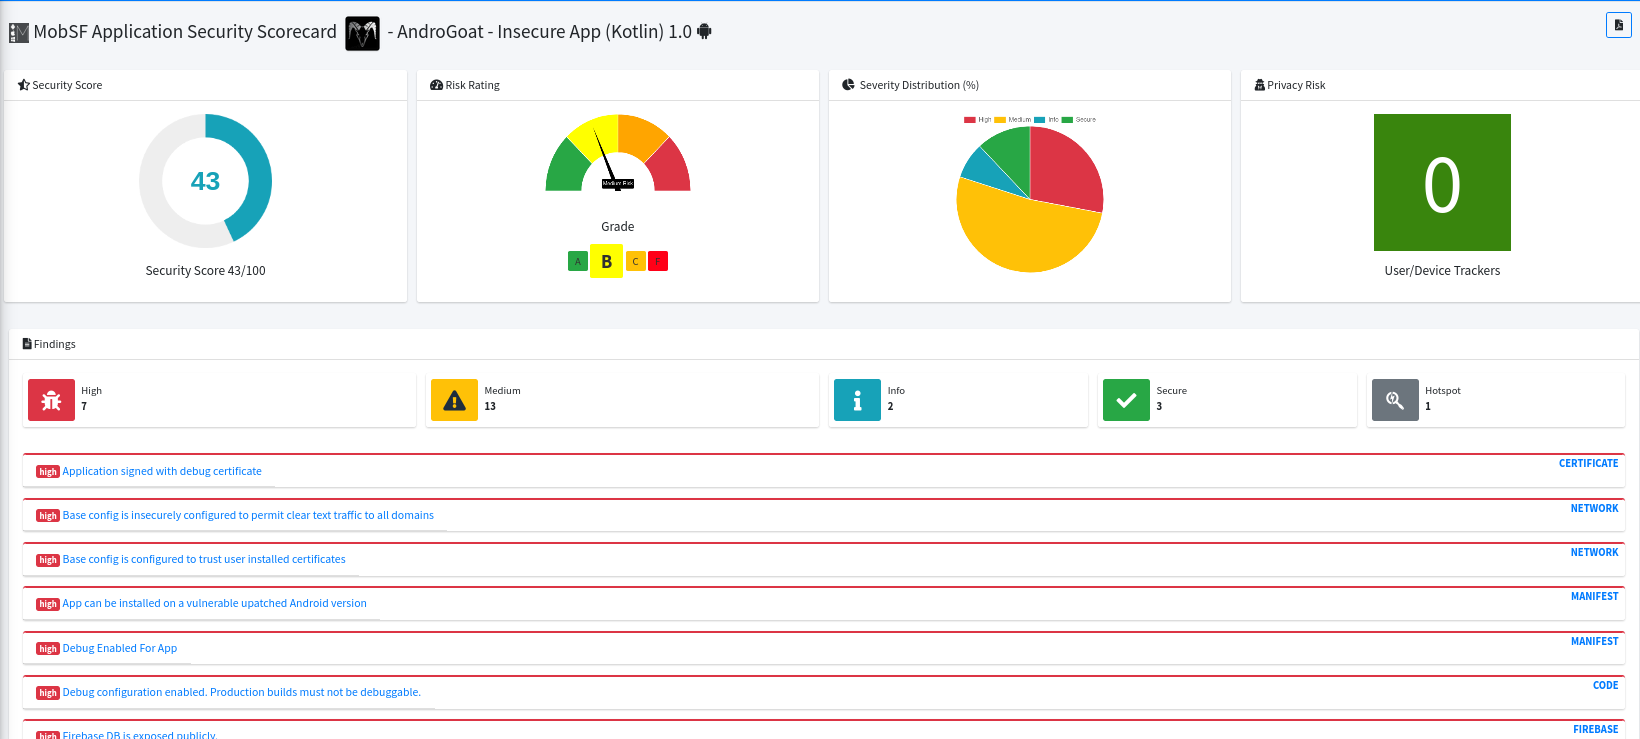 MobSF Application Security Scorecard - AndroGoat - Insecure App (Kotlin) 1.0
Security Score
43
Security Score 43/100
Risk Rating
Medium Risk
Grade
A B C F
Severity Distribution (%)
High Medium Info Secure
Privacy Risk
0
User/Device Trackers
Findings
High
7
Medium
13
Info
2
Secure
3
Hotspot
1
high Application signed with debug certificate CERTIFICATE
high Base config is insecurely configured to permit clear text traffic to all domains NETWORK
high Base config is configured to trust user installed certificates NETWORK
high App can be installed on a vulnerable upatched Android version MANIFEST
high Debug Enabled For App MANIFEST
high Debug configuration enabled. Production builds must not be debuggable. CODE
high Firebase DB is exposed publicly. FIREBASE